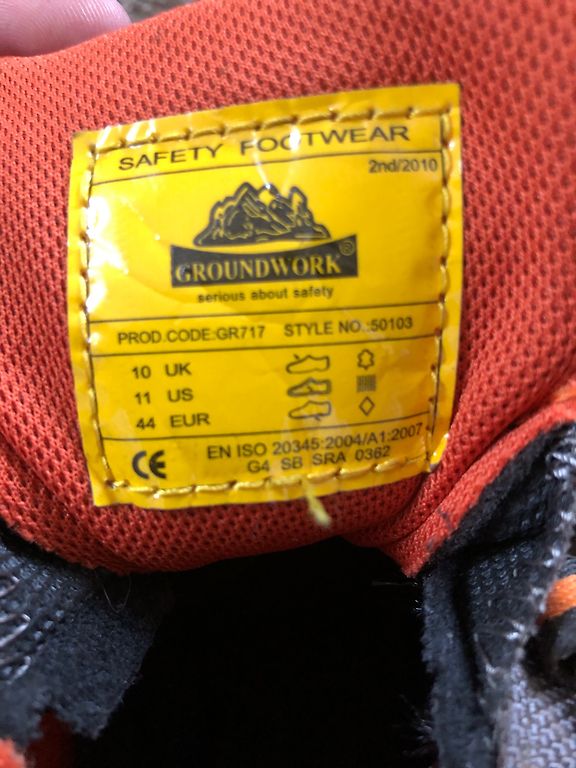 SAFETY FOOTWEAR
2nd/2010
GROUNDWORK®
serious about safety
PROD.CODE:GR717 STYLE NO.:50103
10 UK
11 US
44 EUR
EN ISO 20345:2004/A1:2007
CE G4 SB SRA 0362